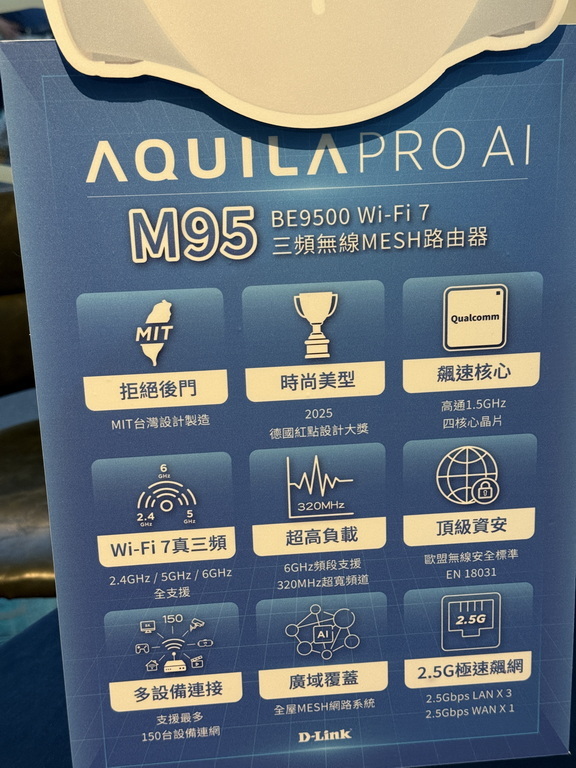 AQUILA PRO AI
M95
BE9500 Wi-Fi 7
三頻無線MESH路由器
MIT
拒絕後門
MIT台灣設計製造
時尚美型
2025
德國紅點設計大獎
Qualcomm
飆速核心
高通1.5GHz
四核心晶片
6
GHz
2.4
GHz
5
GHz
Wi-Fi 7真三頻
2.4GHz / 5GHz / 6GHz
全支援
320MHz
超高負載
6GHz頻段支援
320MHz超寬頻道
頂級資安
歐盟無線安全標準
EN 18031
150
多設備連接
支援最多
150台設備連網
AI
廣域覆蓋
全屋MESH網路系統
2.5G
2.5G極速飆網
2.5Gbps LAN X 3
2.5Gbps WAN X 1
D-Link